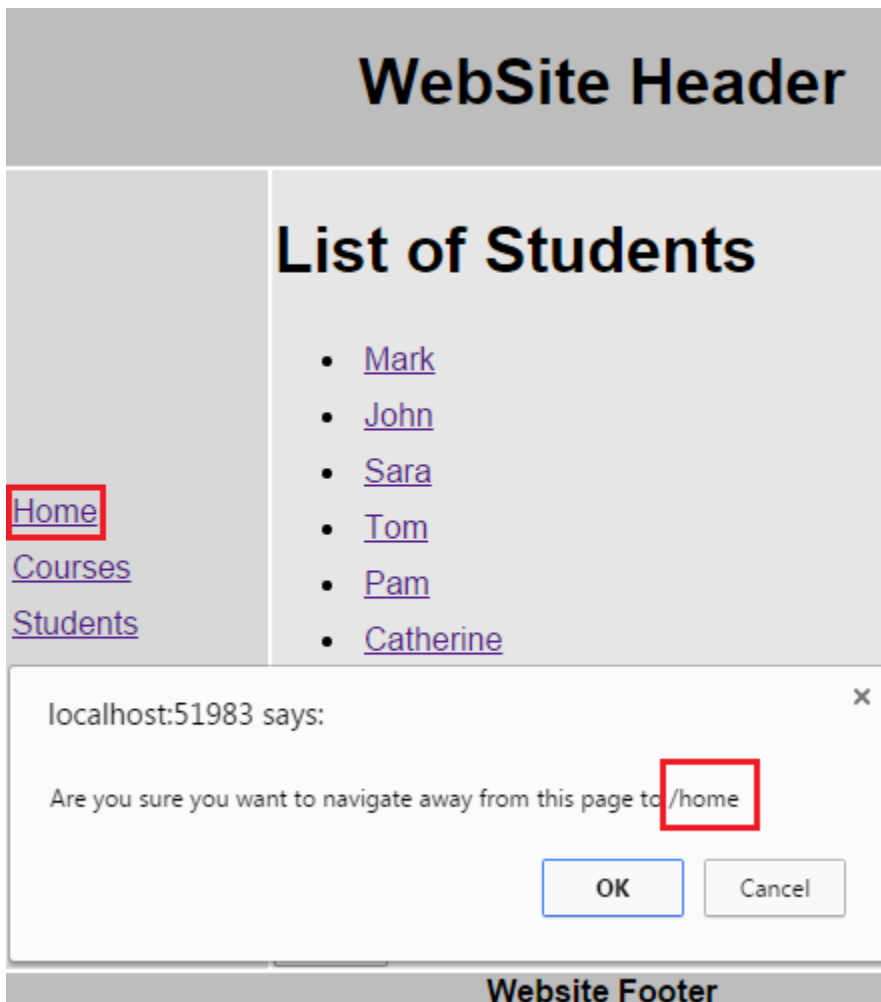 WebSite Header
List of Students
Mark
John
Sara
Tom
Pam
Catherine
Home
Courses
Students
localhost:51983 says:
Are you sure you want to navigate away from this page to /home
OK
Cancel
Website Footer